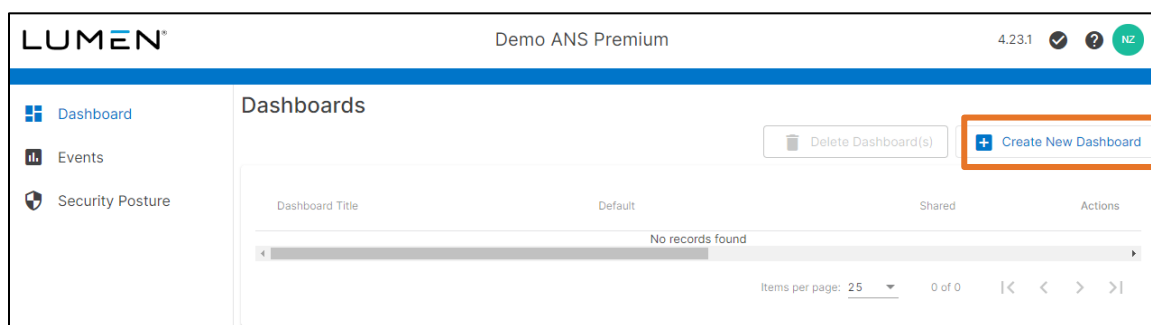 LUMEN®
Demo ANS Premium
4.23.1
NZ
Dashboard
Events
Security Posture
Dashboards
Delete Dashboard(s)
Create New Dashboard
Dashboard Title Default Shared Actions
No records found
Items per page: 25 0 of 0